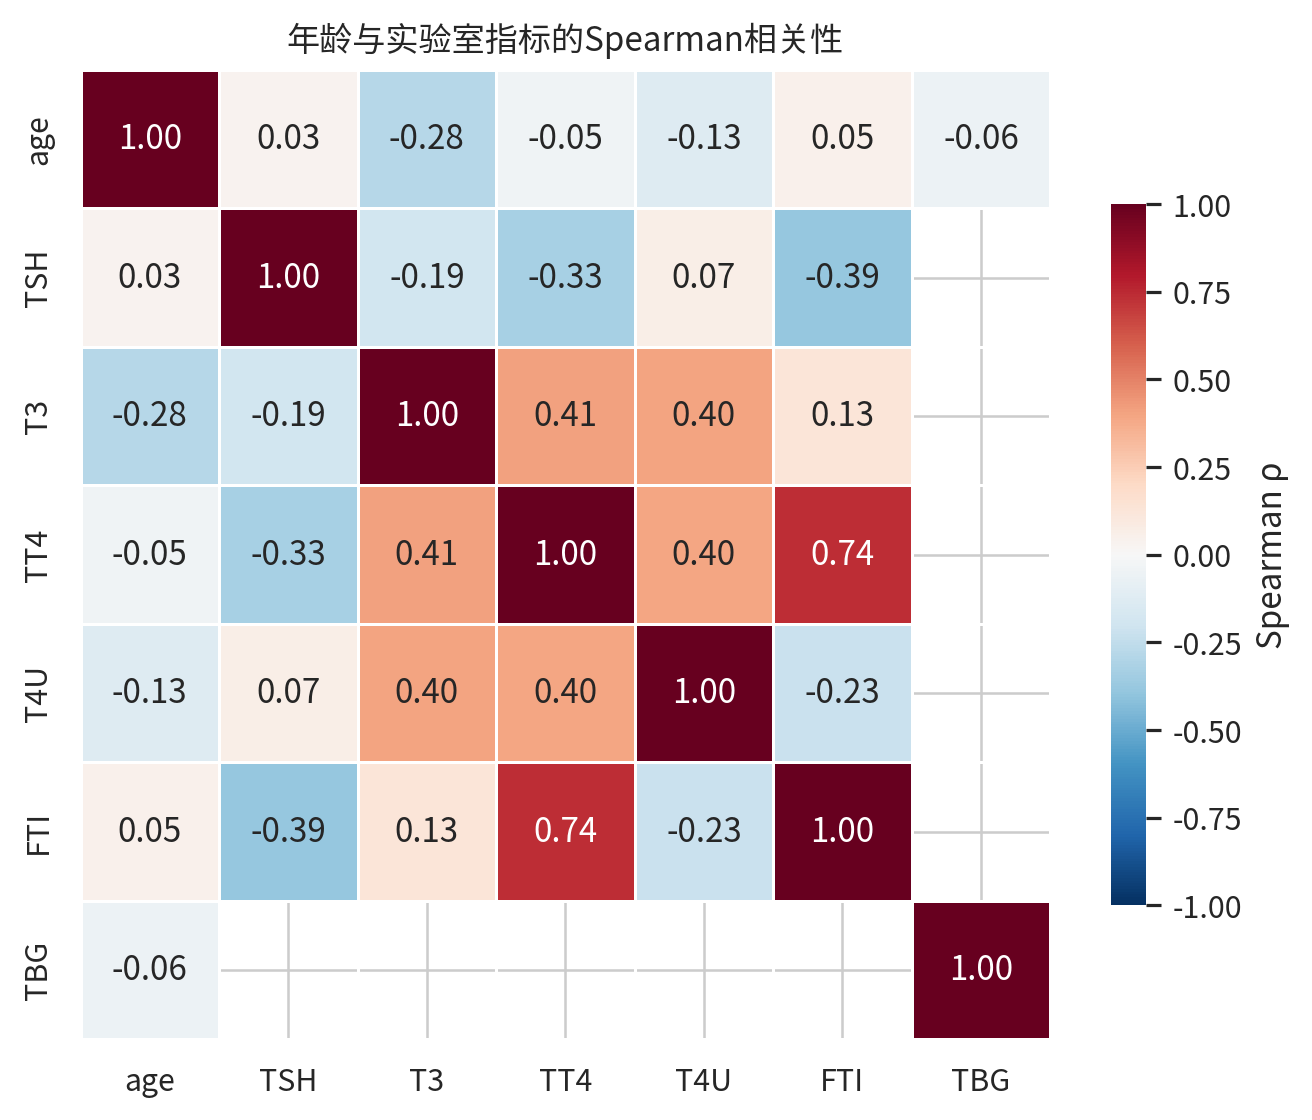 年龄与实验室指标的Spearman相关性
age 1.00 0.03 -0.28 -0.05 -0.13 0.05 -0.06
TSH 0.03 1.00 -0.19 -0.33 0.07 -0.39
T3 -0.28 -0.19 1.00 0.41 0.40 0.13
TT4 -0.05 -0.33 0.41 1.00 0.40 0.74
T4U -0.13 0.07 0.40 0.40 1.00 -0.23
FTI 0.05 -0.39 0.13 0.74 -0.23 1.00
TBG -0.06 1.00
age TSH T3 TT4 T4U FTI TBG
1.00
0.75
0.50
0.25
0.00
-0.25
-0.50
-0.75
-1.00
Spearman ρ